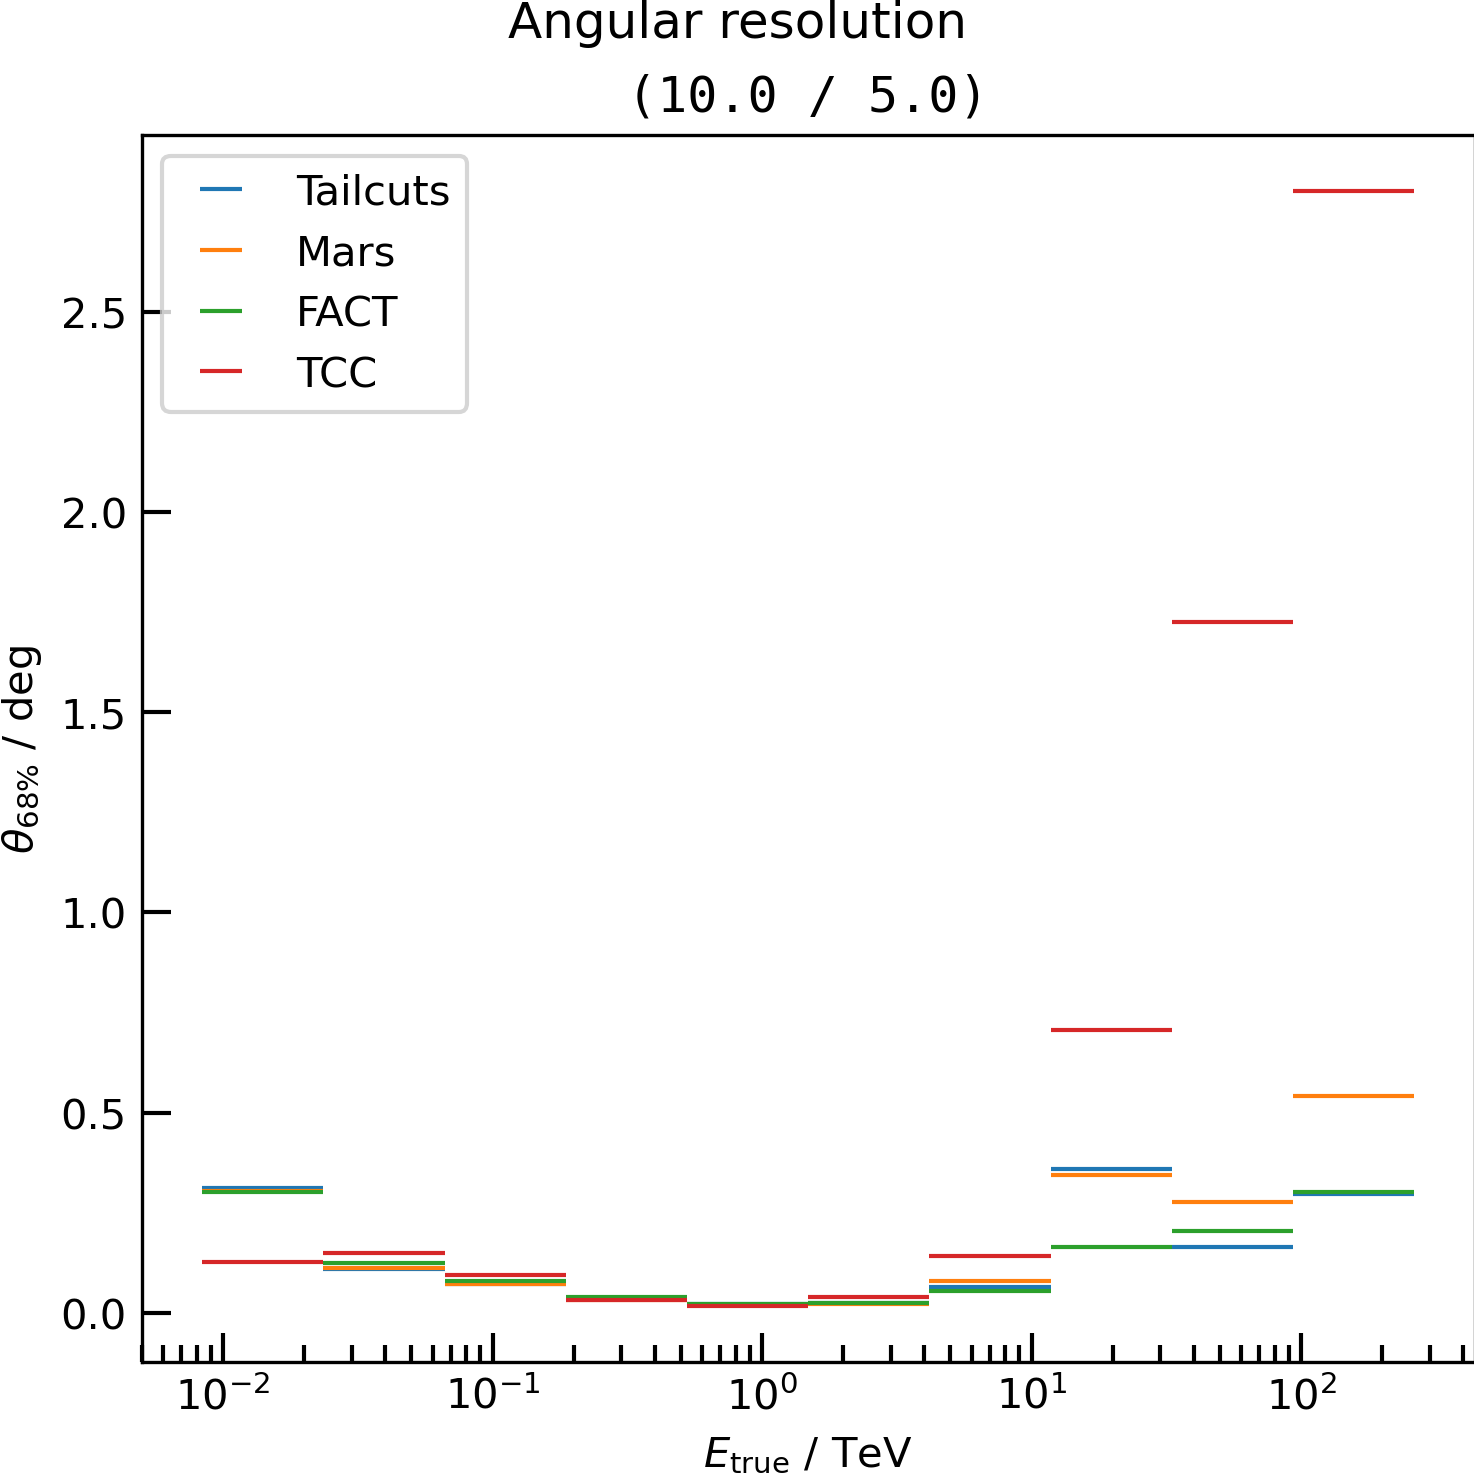 Angular resolution
(10.0 / 5.0)
Tailcuts
Mars
FACT
TCC
2.5
2.0
1.5
1.0
0.5
0.0
θ68% / deg
10⁻² 10⁻¹ 10⁰ 10¹ 10²
Etrue / TeV